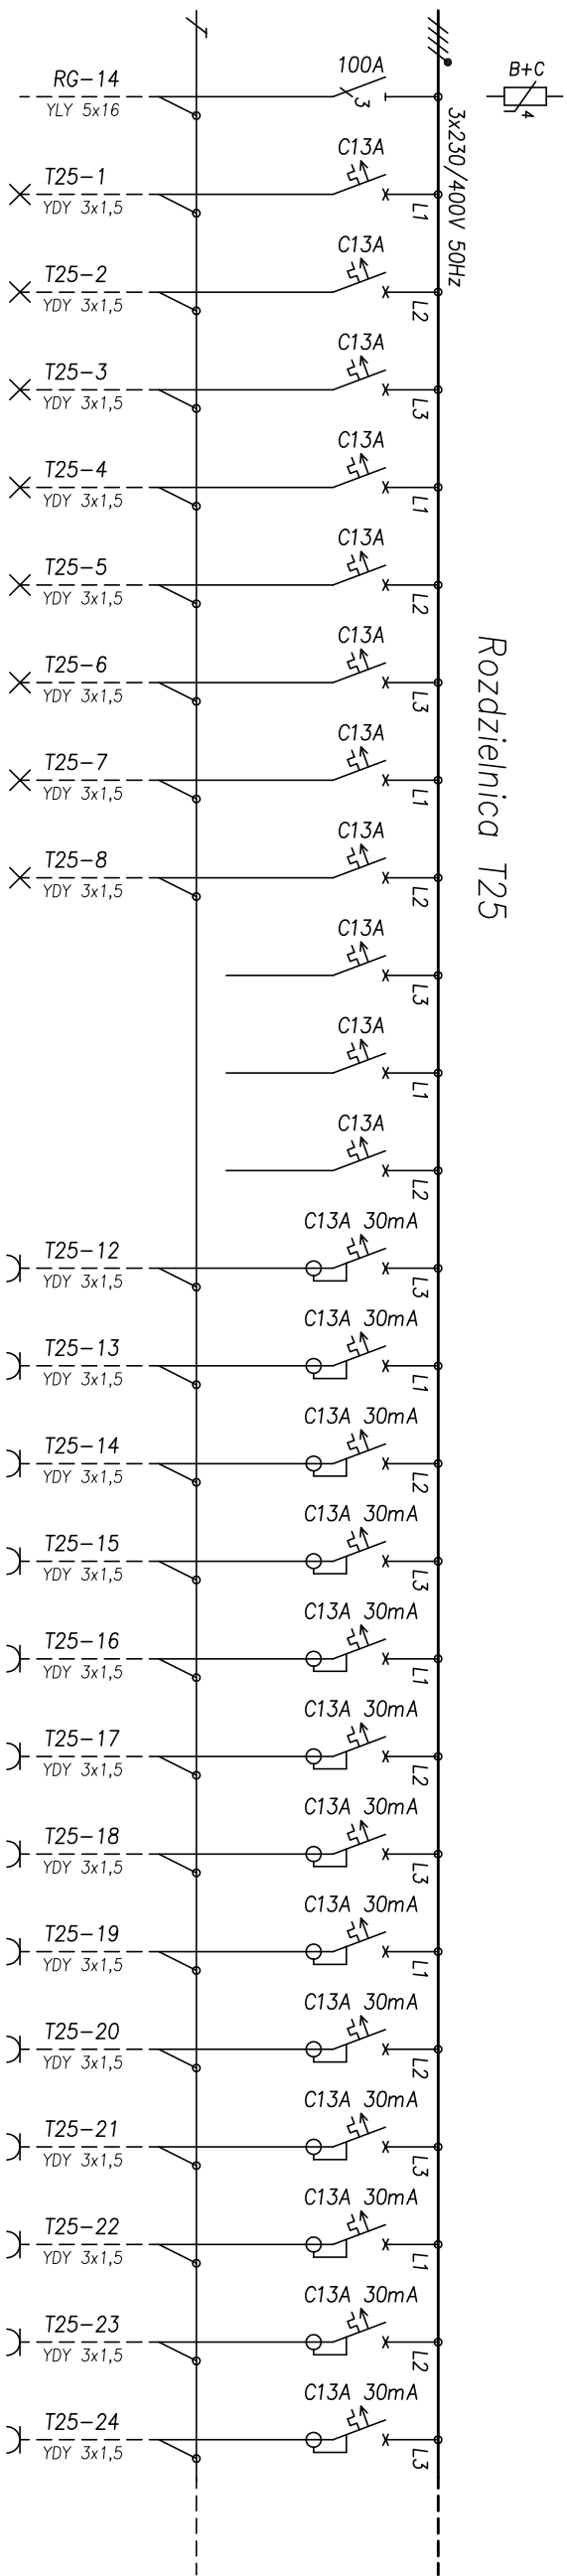 B+C
4
3x230/400V 50Hz
Rozdzielnica T25
100A
3
RG-14
YLY 5x16
C13A
L1
T25-1
YDY 3x1,5
C13A
L2
T25-2
YDY 3x1,5
C13A
L3
T25-3
YDY 3x1,5
C13A
L1
T25-4
YDY 3x1,5
C13A
L2
T25-5
YDY 3x1,5
C13A
L3
T25-6
YDY 3x1,5
C13A
L1
T25-7
YDY 3x1,5
C13A
L2
T25-8
YDY 3x1,5
C13A
L3
C13A
L1
C13A
L2
C13A 30mA
L3
T25-12
YDY 3x1,5
C13A 30mA
L1
T25-13
YDY 3x1,5
C13A 30mA
L2
T25-14
YDY 3x1,5
C13A 30mA
L3
T25-15
YDY 3x1,5
C13A 30mA
L1
T25-16
YDY 3x1,5
C13A 30mA
L2
T25-17
YDY 3x1,5
C13A 30mA
L3
T25-18
YDY 3x1,5
C13A 30mA
L1
T25-19
YDY 3x1,5
C13A 30mA
L2
T25-20
YDY 3x1,5
C13A 30mA
L3
T25-21
YDY 3x1,5
C13A 30mA
L1
T25-22
YDY 3x1,5
C13A 30mA
L2
T25-23
YDY 3x1,5
C13A 30mA
L3
T25-24
YDY 3x1,5